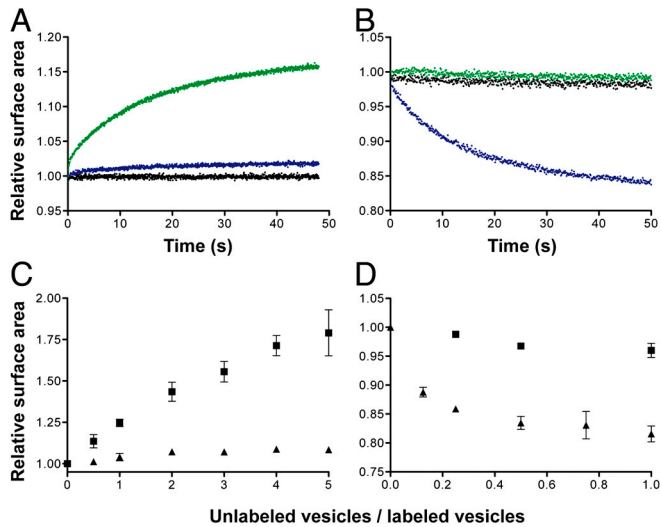 A
B
Relative surface area
1.25
1.20
1.15
1.10
1.05
1.00
0.95
0 10 20 30 40 50
Time (s)
1.05
1.00
0.95
0.90
0.85
0.80
0 10 20 30 40 50
Time (s)
C
D
Relative surface area
2.00
1.75
1.50
1.25
1.00
0 1 2 3 4 5
1.05
1.00
0.95
0.90
0.85
0.80
0.75
0.0 0.2 0.4 0.6 0.8 1.0
Unlabeled vesicles / labeled vesicles